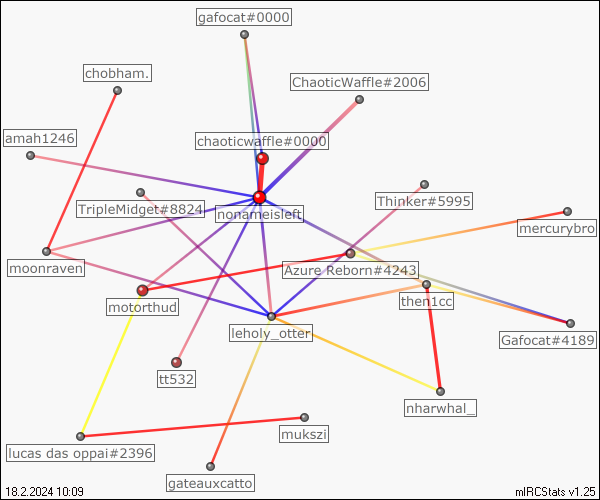 gafocat#0000
chobham.
ChaoticWaffle#2006
amah1246
chaoticwaffle#0000
TripleMidget#8824
nonameisleft
Thinker#5995
mercurybro
moonraven
Azure Reborn#4243
motorthud
then1cc
leholy_otter
Gafocat#4189
tt532
nharwhal_
mukszi
lucas das oppai#2396
gateauxcatto
18.2.2024 10:09
mIRCStats v1.25